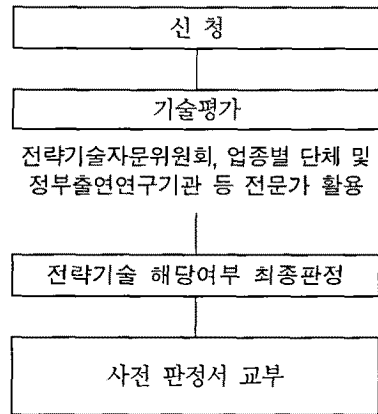 신 청
기술평가
전략기술자문위원회, 업종별 단체 및
정부출연연구기관 등 전문가 활용
전략기술 해당여부 최종판정
사전 판정서 교부